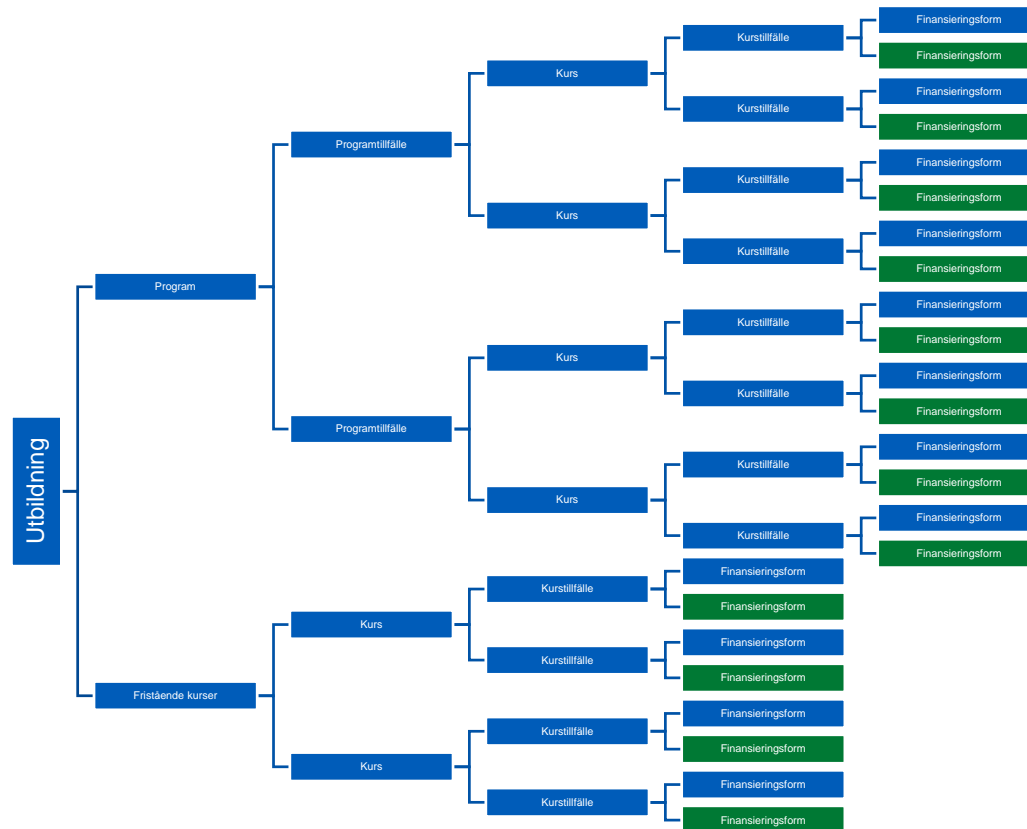 Finansieringsform
Kurstillfälle
Finansieringsform
Kurs
Finansieringsform
Kurstillfälle
Finansieringsform
Programtillfälle
Finansieringsform
Kurstillfälle
Finansieringsform
Kurs
Finansieringsform
Kurstillfälle
Finansieringsform
Program
Finansieringsform
Kurstillfälle
Finansieringsform
Kurs
Finansieringsform
Kurstillfälle
Finansieringsform
Programtillfälle
Finansieringsform
Kurstillfälle
Finansieringsform
Kurs
Finansieringsform
Kurstillfälle
Finansieringsform
Utbildning
Finansieringsform
Kurstillfälle
Finansieringsform
Kurs
Finansieringsform
Kurstillfälle
Finansieringsform
Fristående kurser
Finansieringsform
Kurstillfälle
Finansieringsform
Kurs
Finansieringsform
Kurstillfälle
Finansieringsform